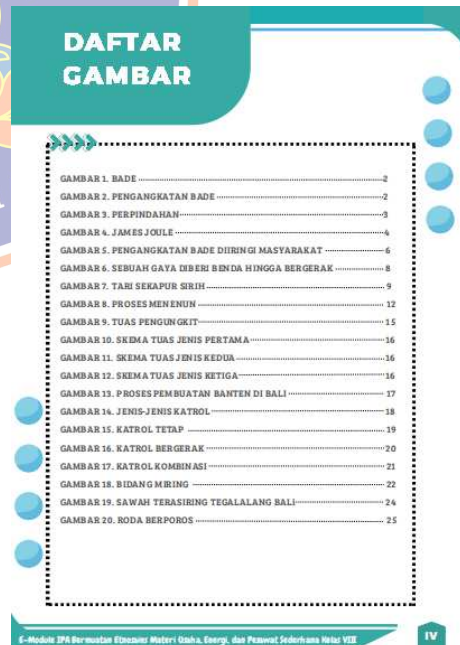 DAFTAR
GAMBAR
GAMBAR 1. BADE 2
GAMBAR 2. PENGANGKATAN BADE 2
GAMBAR 3. PERPINDAHAN 3
GAMBAR 4. JAMES JOULE 4
GAMBAR 5. PENGANGKATAN BADE DIIRINGI MASYARAKAT 6
GAMBAR 6. SEBUAH GAYA DIBERI BENDA HINGGA BERGERAK 8
GAMBAR 7. TARI SEKAPUR SIRIH 9
GAMBAR 8. PROSES MENENUN 12
GAMBAR 9. TUAS PENGUNGKIT 15
GAMBAR 10. SKEMA TUAS JENIS PERTAMA 16
GAMBAR 11. SKEMA TUAS JENIS KEDUA 16
GAMBAR 12. SKEMA TUAS JENIS KETIGA 16
GAMBAR 13. PROSES PEMBUATAN BANTEN DI BALI 17
GAMBAR 14. JENIS-JENIS KATROL 18
GAMBAR 15. KATROL TETAP 19
GAMBAR 16. KATROL BERGERAK 20
GAMBAR 17. KATROL KOMBINASI 21
GAMBAR 18. BIDANG MIRING 22
GAMBAR 19. SAWAH TERASIRING TEGALALANG BALI 24
GAMBAR 20. RODA BERPOROS 25
E-Module IPA Bermuatan Etnosains Materi Usaha, Energi, dan Pesawat Sederhana Kelas VIII
IV